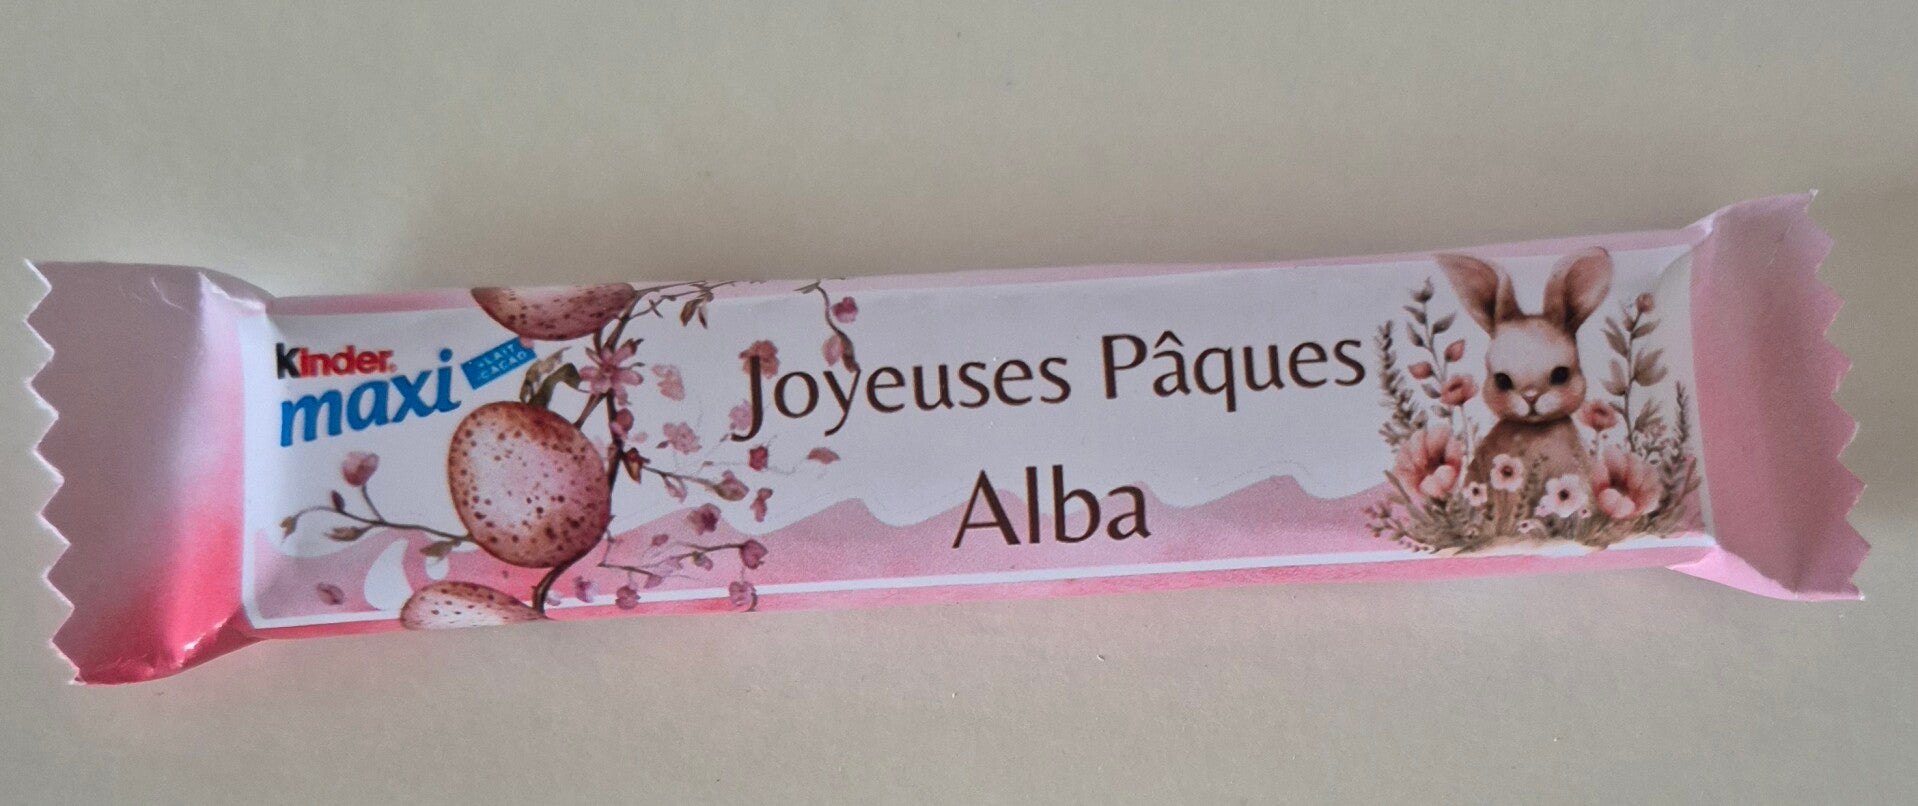 Kinder
maxi
+LAIT
-CACAO
Joyeuses Pâques
Alba